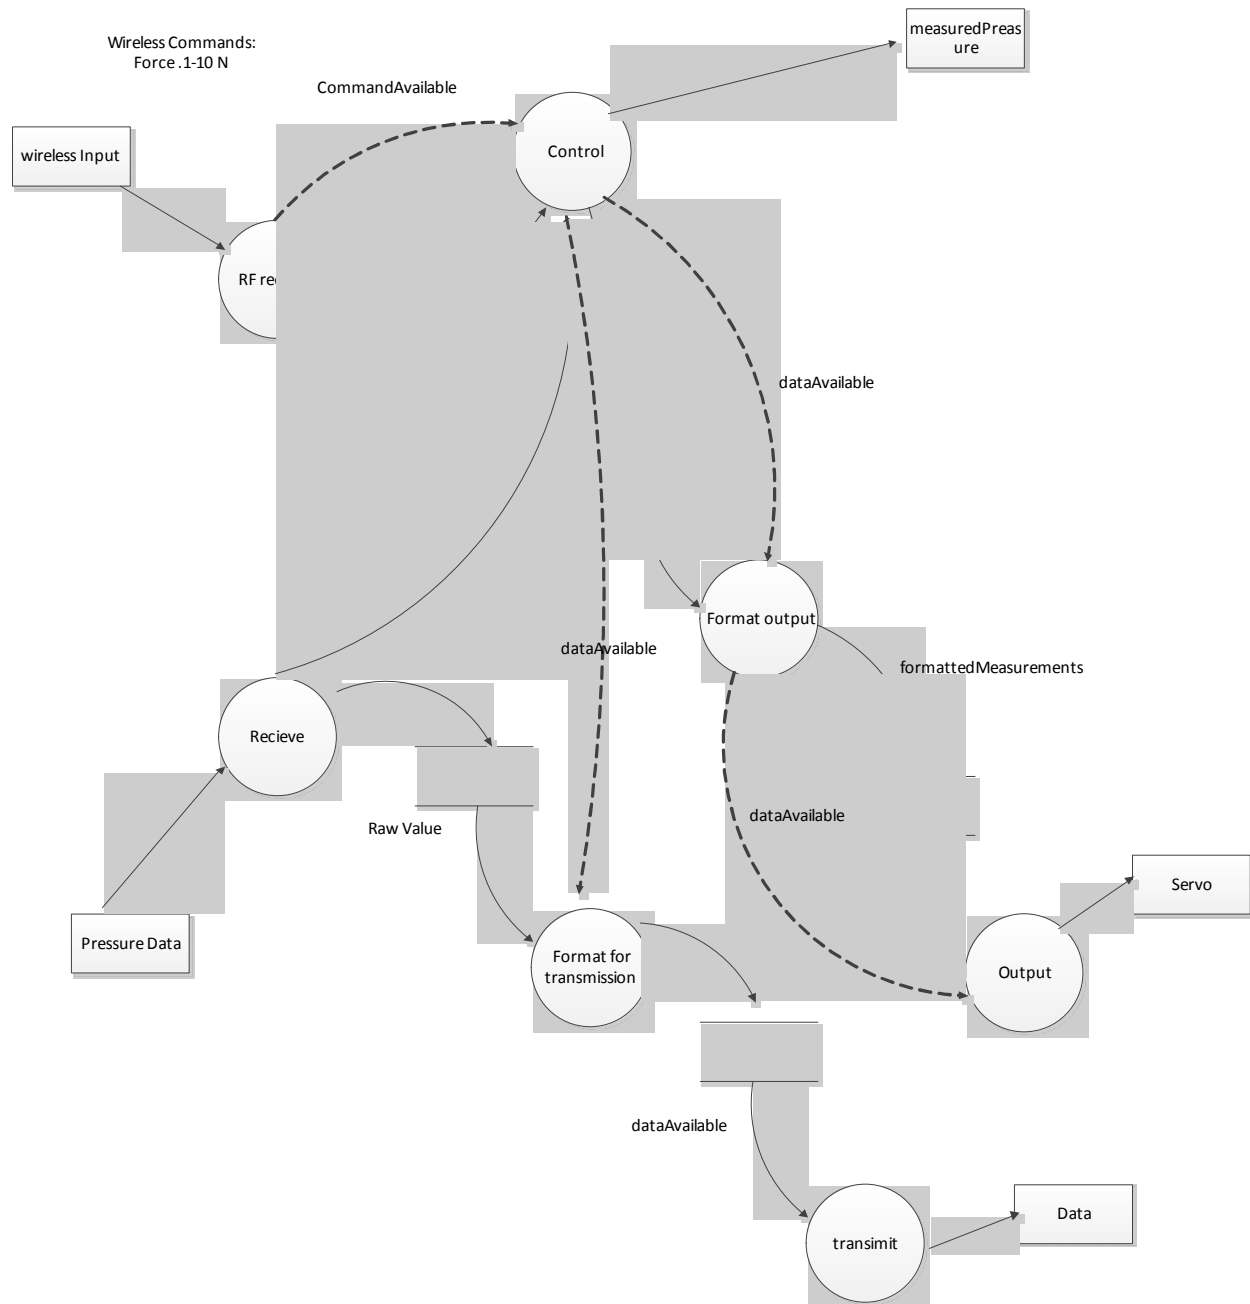 measuredPreas
ure
Wireless Commands:
Force .1-10 N
CommandAvailable
wireless Input
Control
RF
dataAvailable
Format output
dataAvailable
formattedMeasurements
Recieve
Raw Value
dataAvailable
Servo
Pressure Data
Format for
transmission
Output
dataAvailable
transimit
Data